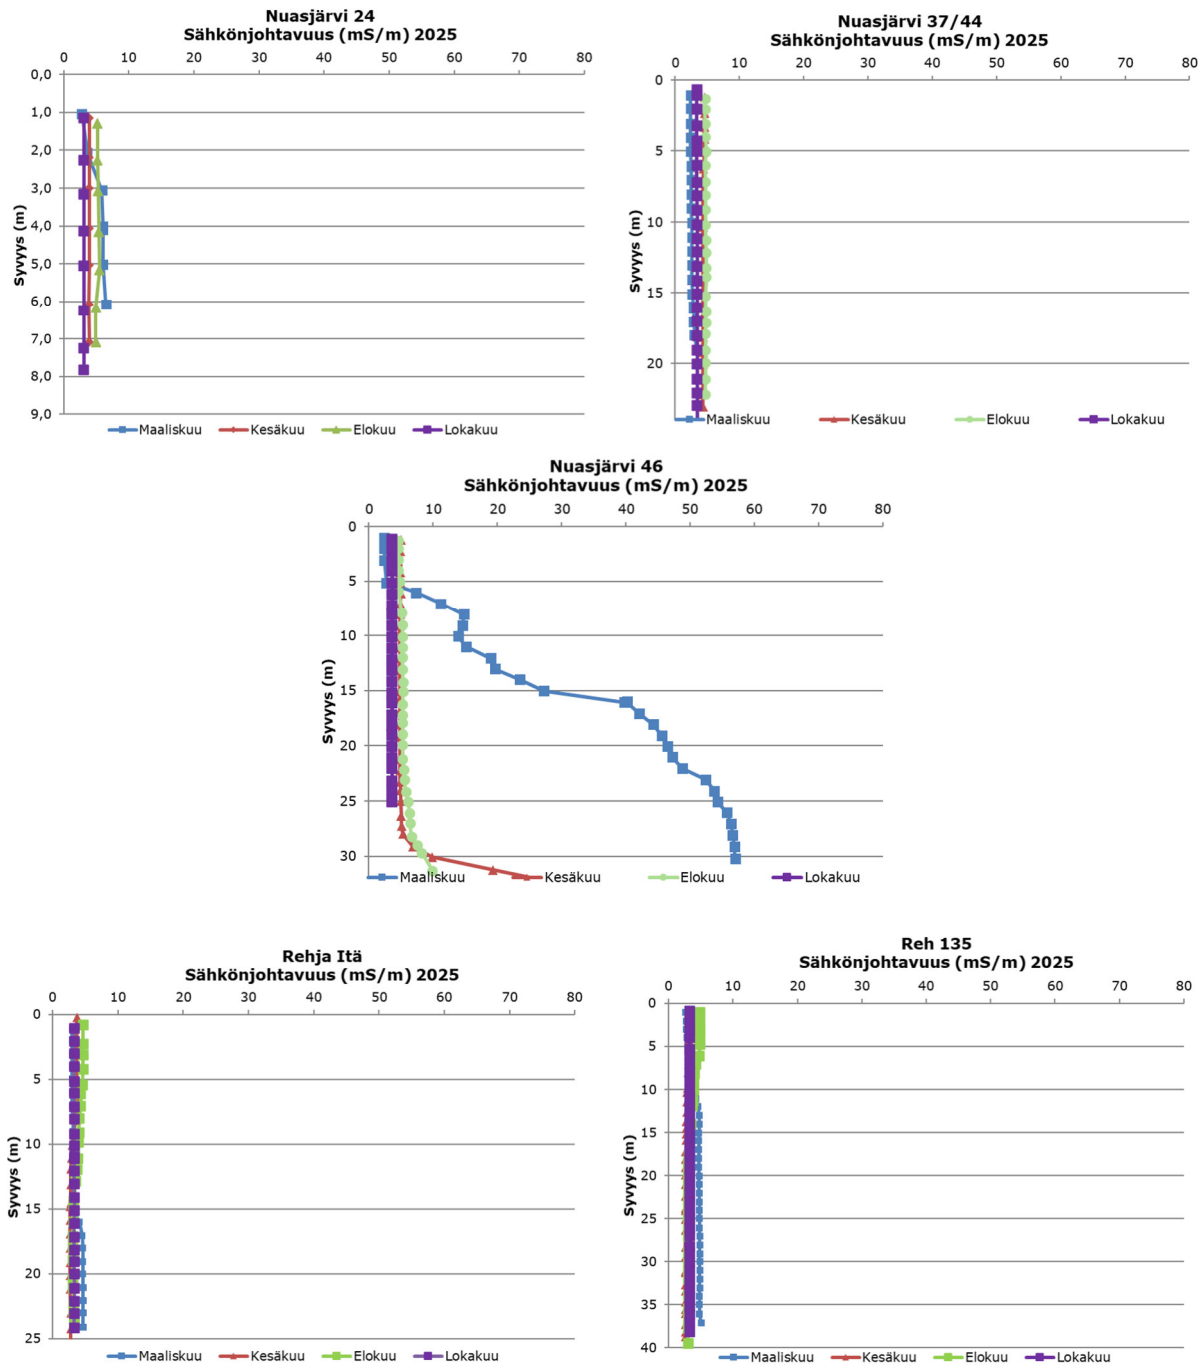 Nuasjärvi 24
Sähkönjohtavuus (mS/m) 2025
0 10 20 30 40 50 60 70 80
0,0
1,0
2,0
3,0
4,0
5,0
6,0
7,0
8,0
9,0
Syvyys (m)
Maaliskuu Kesäkuu Elokuu Lokakuu
Nuasjärvi 37/44
Sähkönjohtavuus (mS/m) 2025
0 10 20 30 40 50 60 70 80
0
5
10
15
20
Syvyys (m)
Maaliskuu Kesäkuu Elokuu Lokakuu
Nuasjärvi 46
Sähkönjohtavuus (mS/m) 2025
0 10 20 30 40 50 60 70 80
0
5
10
15
20
25
30
Syvyys (m)
Maaliskuu Kesäkuu Elokuu Lokakuu
Rehja Itä
Sähkönjohtavuus (mS/m) 2025
0 10 20 30 40 50 60 70 80
0
5
10
15
20
25
Syvyys (m)
Maaliskuu Kesäkuu Elokuu Lokakuu
Reh 135
Sähkönjohtavuus (mS/m) 2025
0 10 20 30 40 50 60 70 80
0
5
10
15
20
25
30
35
40
Syvyys (m)
Maaliskuu Kesäkuu Elokuu Lokakuu